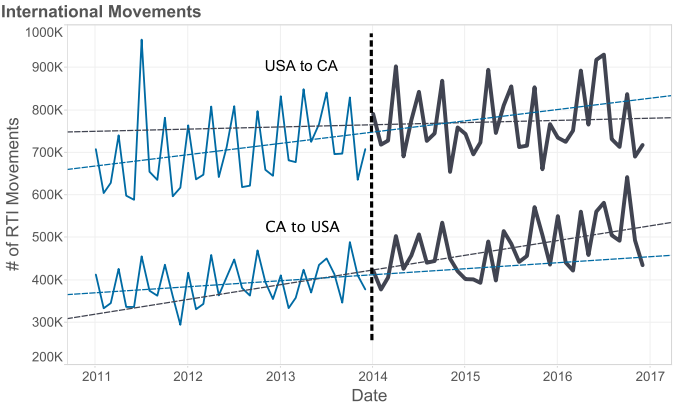 International Movements
1000K
900K
800K
700K
600K
500K
400K
300K
200K
# of RTI Movements
USA to CA
CA to USA
2011 2012 2013 2014 2015 2016 2017
Date